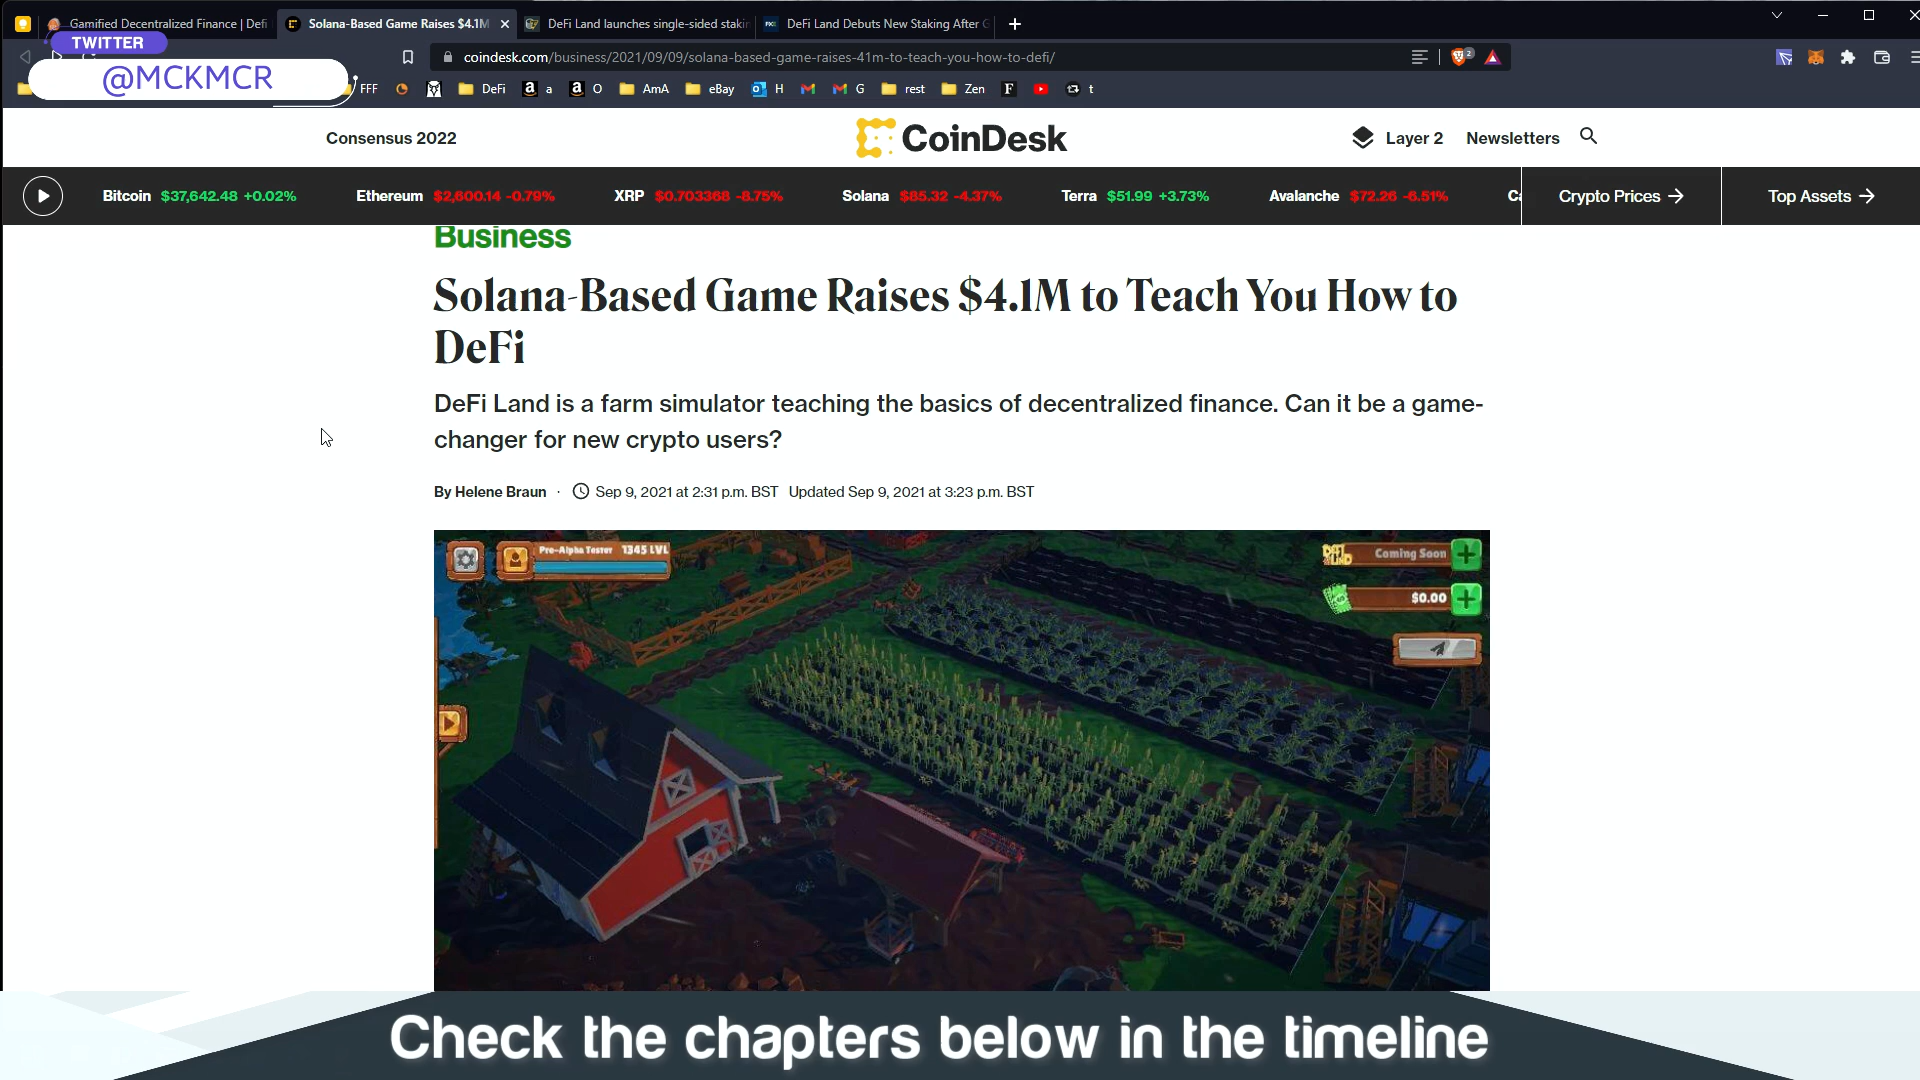 Gamified Decentralized Finance | Defi
Solana-Based Game Raises $4.1M
DeFi Land launches single-sided stakin
DeFi Land Debuts New Staking After G
TWITTER
@MCKMCR
coindesk.com/business/2021/09/09/solana-based-game-raises-41m-to-teach-you-how-to-defi/
2
FFF
DeFi
a
O
AmA
eBay
H
G
rest
Zen
F
t
Consensus 2022
CoinDesk
Layer 2
Newsletters
Bitcoin $37,642.48 +0.02%
Ethereum $2,600.14 -0.79%
XRP $0.703368 -8.75%
Solana $85.32 -4.37%
Terra $51.99 +3.73%
Avalanche $72.26 -6.51%
Ca
Crypto Prices →
Top Assets →
Business
Solana-Based Game Raises $4.1M to Teach You How to
DeFi
DeFi Land is a farm simulator teaching the basics of decentralized finance. Can it be a game-
changer for new crypto users?
By Helene Braun · Sep 9, 2021 at 2:31 p.m. BST Updated Sep 9, 2021 at 3:23 p.m. BST
Pre-Alpha Tester 1345 LVL
DEFI LAND
Coming Soon
$0.00
Check the chapters below in the timeline